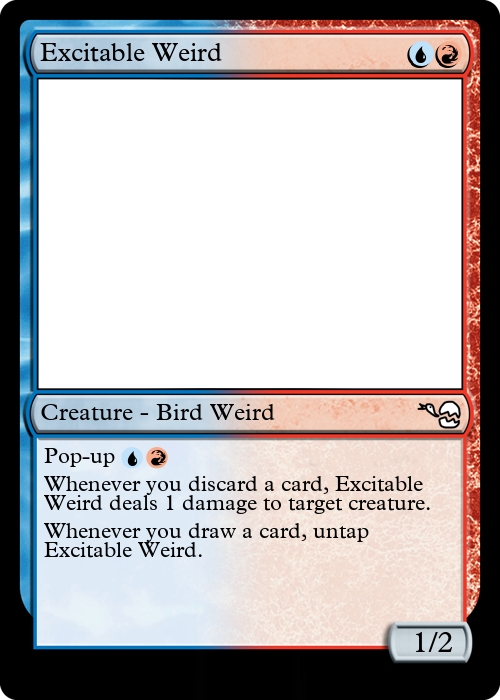 Excitable Weird
Creature - Bird Weird
Pop-up
Whenever you discard a card, Excitable
Weird deals 1 damage to target creature.
Whenever you draw a card, untap
Excitable Weird.
1/2